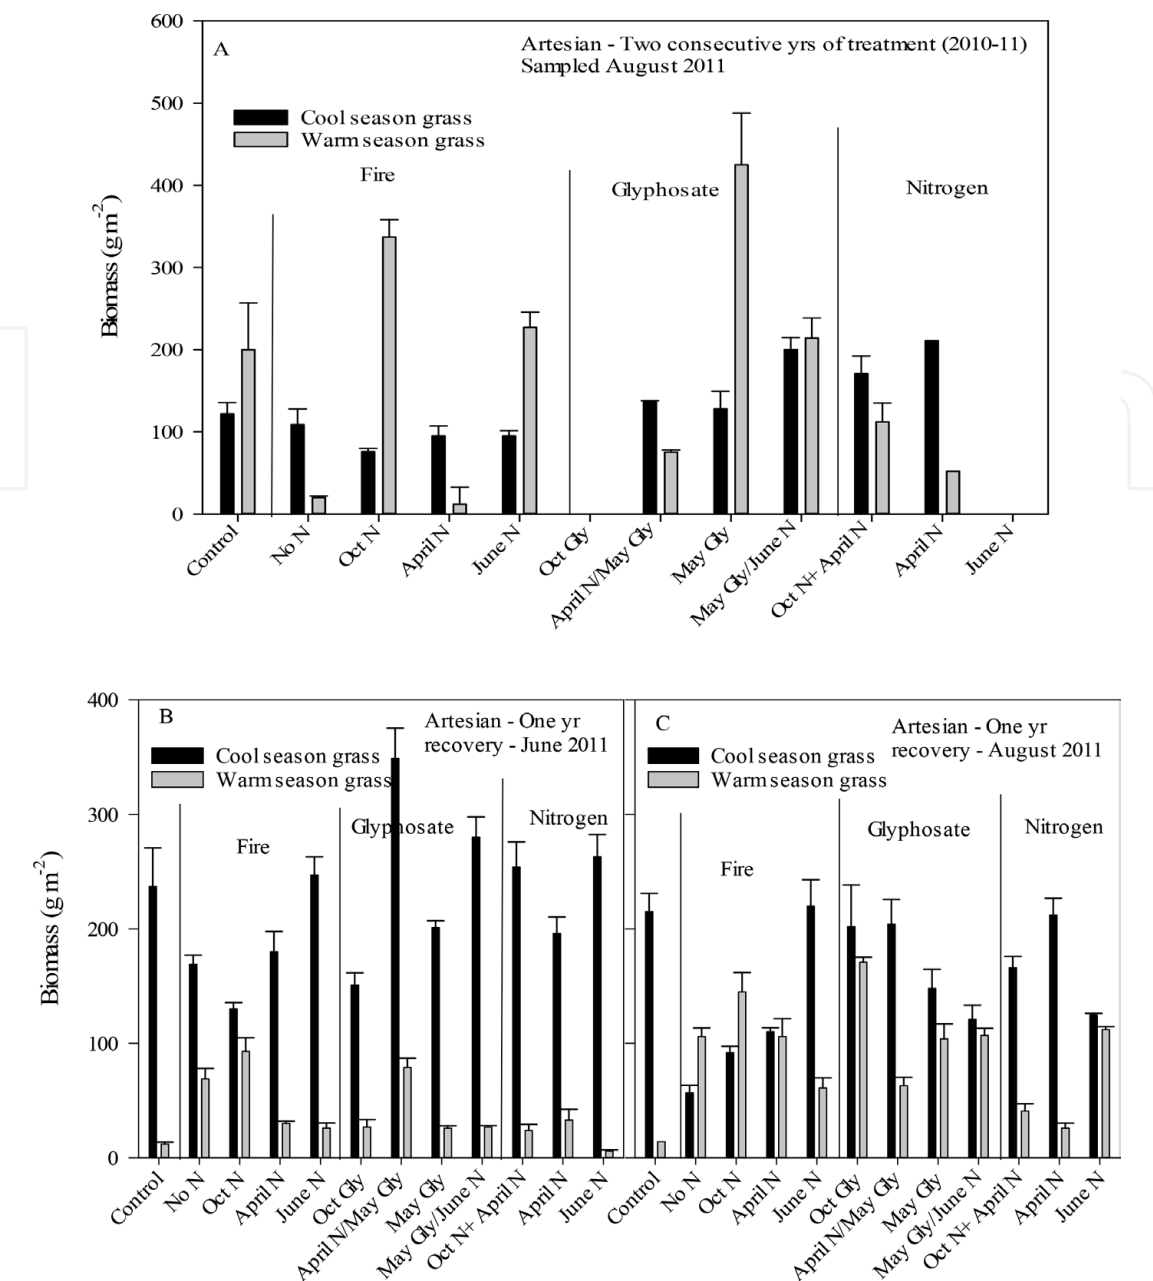 600
A
Artesian - Two consecutive yrs of treatment (2010-11)
Sampled August 2011
500
Cool season grass
Warm season grass
Fire
Glyphosate
Nitrogen
400
300
200
100
0
Biomass (g m-2)
Control
No N
Oct N
April N
June N
Oct Gly
April N/May Gly
May Gly
May Gly/June N
Oct N+ April N
April N
June N
400
B
Artesian - One yr
recovery - June 2011
Cool season grass
Warm season grass
Fire
Glyphosate
Nitrogen
300
200
100
0
Biomass (g m-2)
Control
No N
Oct N
April N
June N
Oct Gly
April N/May Gly
May Gly
May Gly/June N
Oct N+ April N
April N
June N
C
Artesian - One yr
recovery - August 2011
Cool season grass
Warm season grass
Fire
Glyphosate
Nitrogen
Control
No N
Oct N
April N
June N
Oct Gly
April N/May Gly
May Gly
May Gly/June N
Oct N+ April N
April N
June N